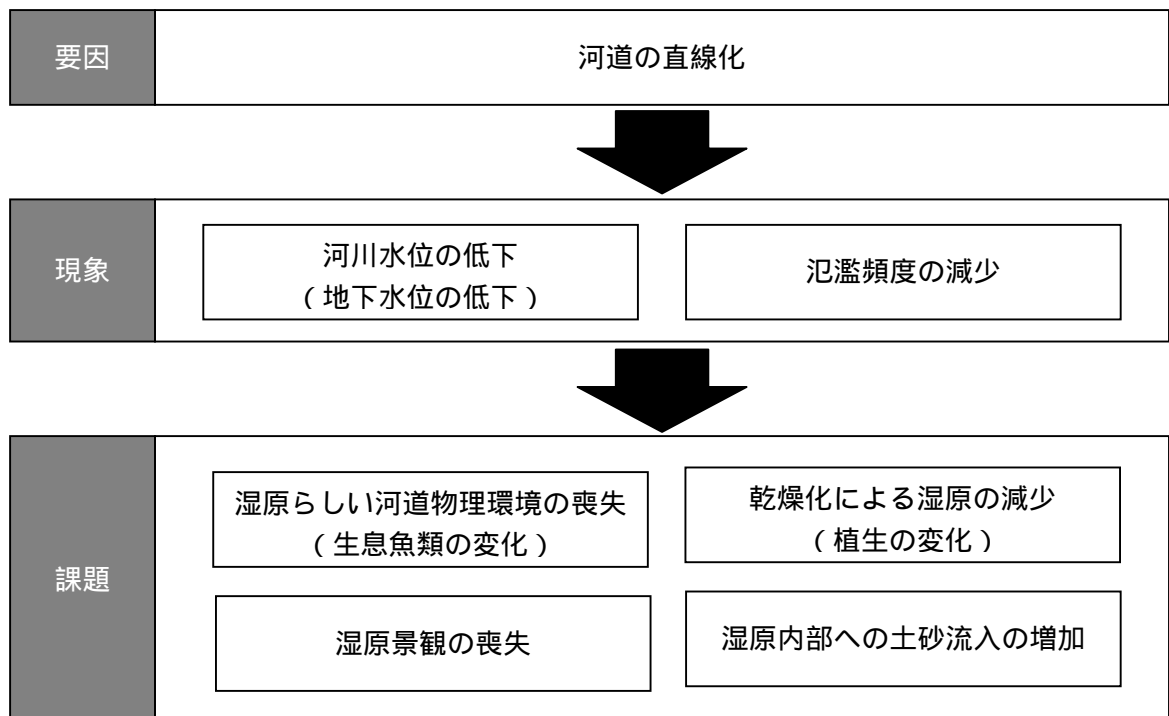 要因
河道の直線化
現象
河川水位の低下
(地下水位の低下)
氾濫頻度の減少
課題
湿原らしい河道物理環境の喪失
(生息魚類の変化)
乾燥化による湿原の減少
(植生の変化)
湿原景観の喪失
湿原内部への土砂流入の増加